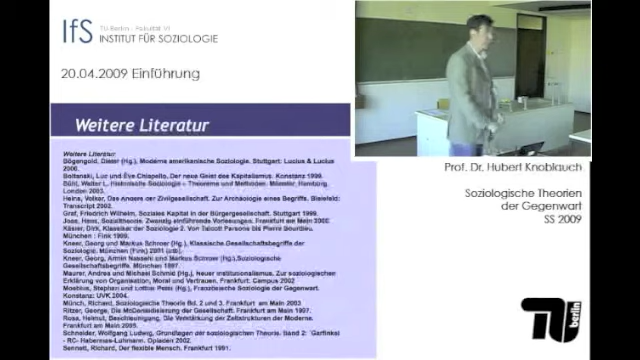 IfS
TU Berlin - Fakultät VI
INSTITUT FÜR SOZIOLOGIE
20.04.2009 Einführung
Weitere Literatur
Weitere Literatur
Bögenhold, Dieter (Hg.), Moderne amerikanische Soziologie. Stuttgart: Lucius & Lucius
2000.
Boltanski, Luc und Ève Chiapello, Der neue Geist des Kapitalismus. Konstanz 1999.
Bühl, Walter L. Historische Soziologie - Theoreme und Methoden. Münster, Hamburg,
London 2003.
Heins, Volker, Das Andere der Zivilgesellschaft. Zur Archäologie eines Begriffs. Bielefeld:
Transcript 2002.
Graf, Friedrich Wilhelm, Soziales Kapital in der Bürgergesellschaft. Stuttgart 1999.
Joas, Hans, Sozialtheorie. Zwanzig einführende Vorlesungen. Frankfurt am Main
Käsler, Dirk, Klassiker der Soziologie 2. Von Talcott Parsons bis Pierre Bourdieu.
München :
Kneer, Georg und Markus Schroer (Hg.), Klassische Gesellschaftsbegriffe der
Soziologie. München (Fink) 2001
Kneer, Georg, Armin Nassehi und Markus Schroer (Hg.),Soziologische
Gesellschaftsbegriffe. München 1997.
Maurer, Andrea und Michael Schmid (Hg.), Neuer Institutionalismus. Zur soziologischen
Erklärung von Organisation, Moral und Vertrauen. Frankfurt: Campus 2002
Moebius, Stephan und Lothar Peter (Hg.), Französische Soziologie der Gegenwart.
Konstanz: UVK 2004.
Münch, Richard, Soziologische Theorie Bd. 2 und 3. Frankfurt am Main 2003
Ritzer, George, Die McDonaldisierung der Gesellschaft. Frankfurt am Main 1997.
Rosa, Hartmut, Beschleunigung. Die Veränderung der Zeitstrukturen der Moderne.
Frankfurt am Main 2005.
Schneider, Wolfgang Ludwig, Grundlagen der soziologischen Theorie. Band 2: Garfinkel
- RC- Habermas-Luhmann. Opladen 2002.
Sennett, Richard, Der flexible Mensch. Frankfurt
Prof. Dr. Hubert Knoblauch
Soziologische Theorien
der Gegenwart
SS 2009
berlin